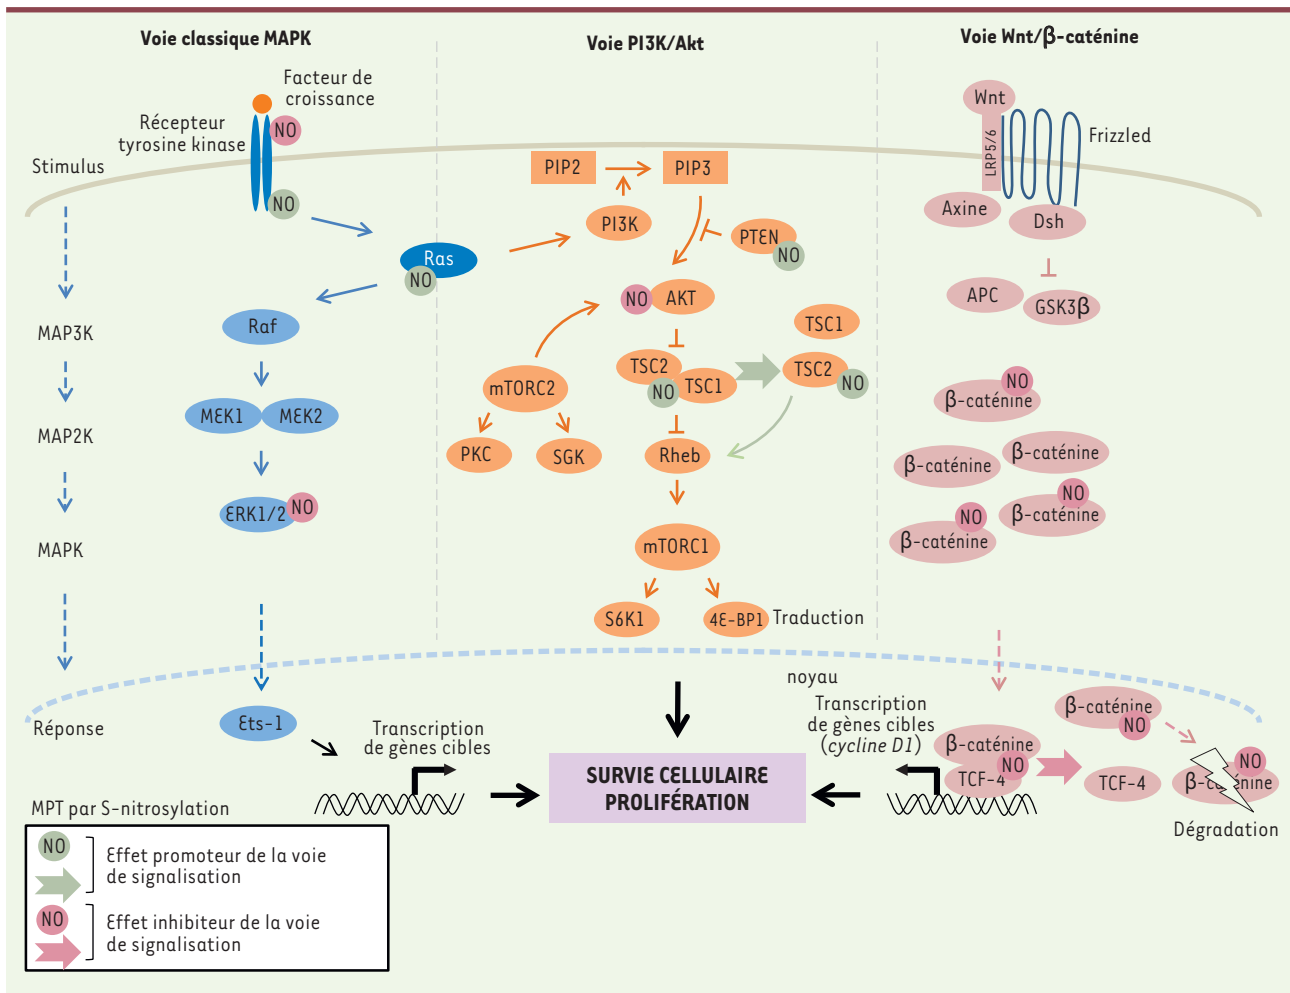 Voie classique MAPK
Voie PI3K/Akt
Voie Wnt/β-caténine
Facteur de
croissance
NO
Récepteur
tyrosine kinase
Stimulus
NO
Ras
NO
MAP3K
Raf
MAP2K
MEK1
MEK2
ERK1/2
NO
MAPK
Réponse
Ets-1
Transcription
de gènes cibles
PIP2
PIP3
PI3K
PTEN
NO
NO
AKT
TSC1
TSC2
NO
TSC1
TSC2
NO
mTORC2
PKC
SGK
Rheb
mTORC1
S6K1
4E-BP1
Traduction
noyau
Wnt
LRP5/6
Frizzled
Axine
Dsh
APC
GSK3β
NO
β-caténine
β-caténine
β-caténine
NO
β-caténine
NO
β-caténine
Transcription
de gènes cibles
(cycline D1)
β-caténine
NO
TCF-4
β-caténine
NO
TCF-4
NO
β-caténine
Dégradation
SURVIE CELLULAIRE
PROLIFÉRATION
MPT par S-nitrosylation
NO
Effet promoteur de la voie
de signalisation
NO
Effet inhibiteur de la voie
de signalisation